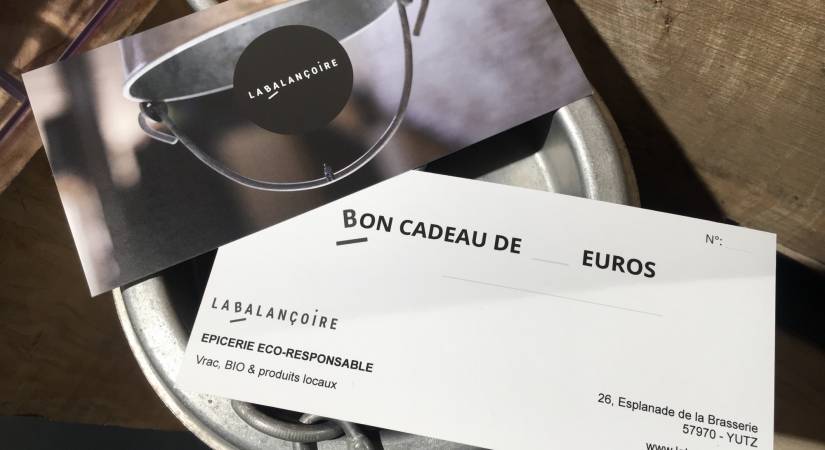 LABALANÇOIRE
BON CADEAU DE ___ EUROS
N°:
LABALANÇOIRE
EPICERIE ECO-RESPONSABLE
Vrac, BIO & produits locaux
26, Esplanade de la Brasserie
57970 - YUTZ